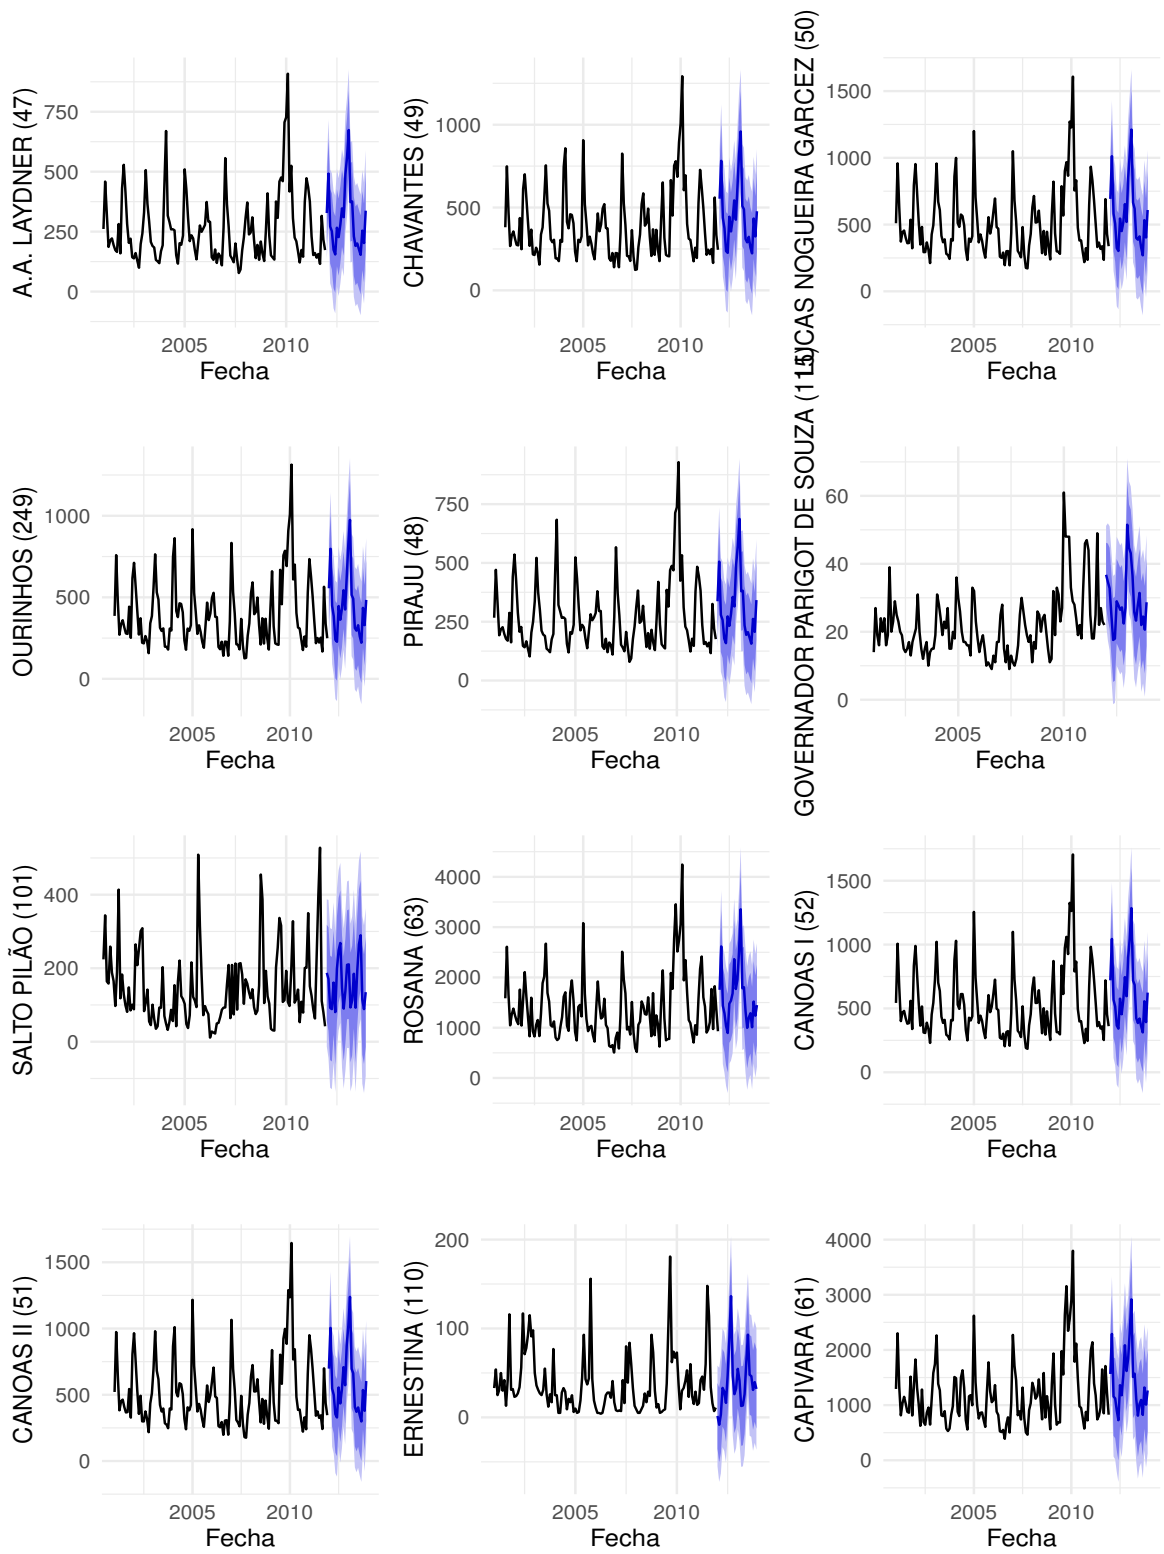 A.A. LAYDNER (47)
750
500
250
0
2005 2010
Fecha
CHAVANTES (49)
1000
500
0
2005 2010
Fecha
LUCAS NOGUEIRA GARCEZ (50)
1500
1000
500
0
2005 2010
Fecha
OURINHOS (249)
1000
500
0
2005 2010
Fecha
PIRAJU (48)
750
500
250
0
2005 2010
Fecha
GOVERNADOR PARIGOT DE SOUZA (115)
60
40
20
0
2005 2010
Fecha
SALTO PILÃO (101)
400
200
0
2005 2010
Fecha
ROSANA (63)
4000
3000
2000
1000
0
2005 2010
Fecha
CANOAS I (52)
1500
1000
500
0
2005 2010
Fecha
CANOAS II (51)
1500
1000
500
0
2005 2010
Fecha
ERNESTINA (110)
200
100
0
2005 2010
Fecha
CAPIVARA (61)
4000
3000
2000
1000
0
2005 2010
Fecha